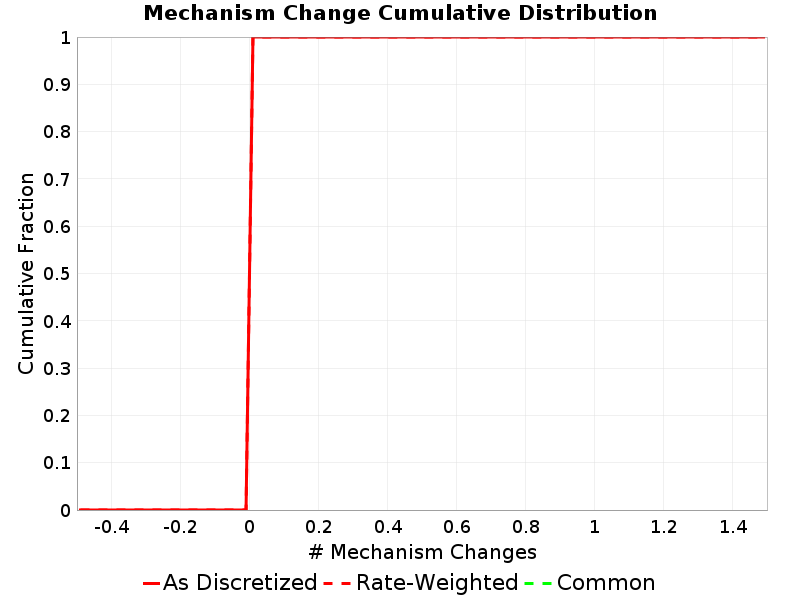 Mechanism Change Cumulative Distribution
Cumulative Fraction
1
0.9
0.8
0.7
0.6
0.5
0.4
0.3
0.2
0.1
0
-0.4 -0.2 0 0.2 0.4 0.6 0.8 1 1.2 1.4
# Mechanism Changes
As Discretized Rate-Weighted Common